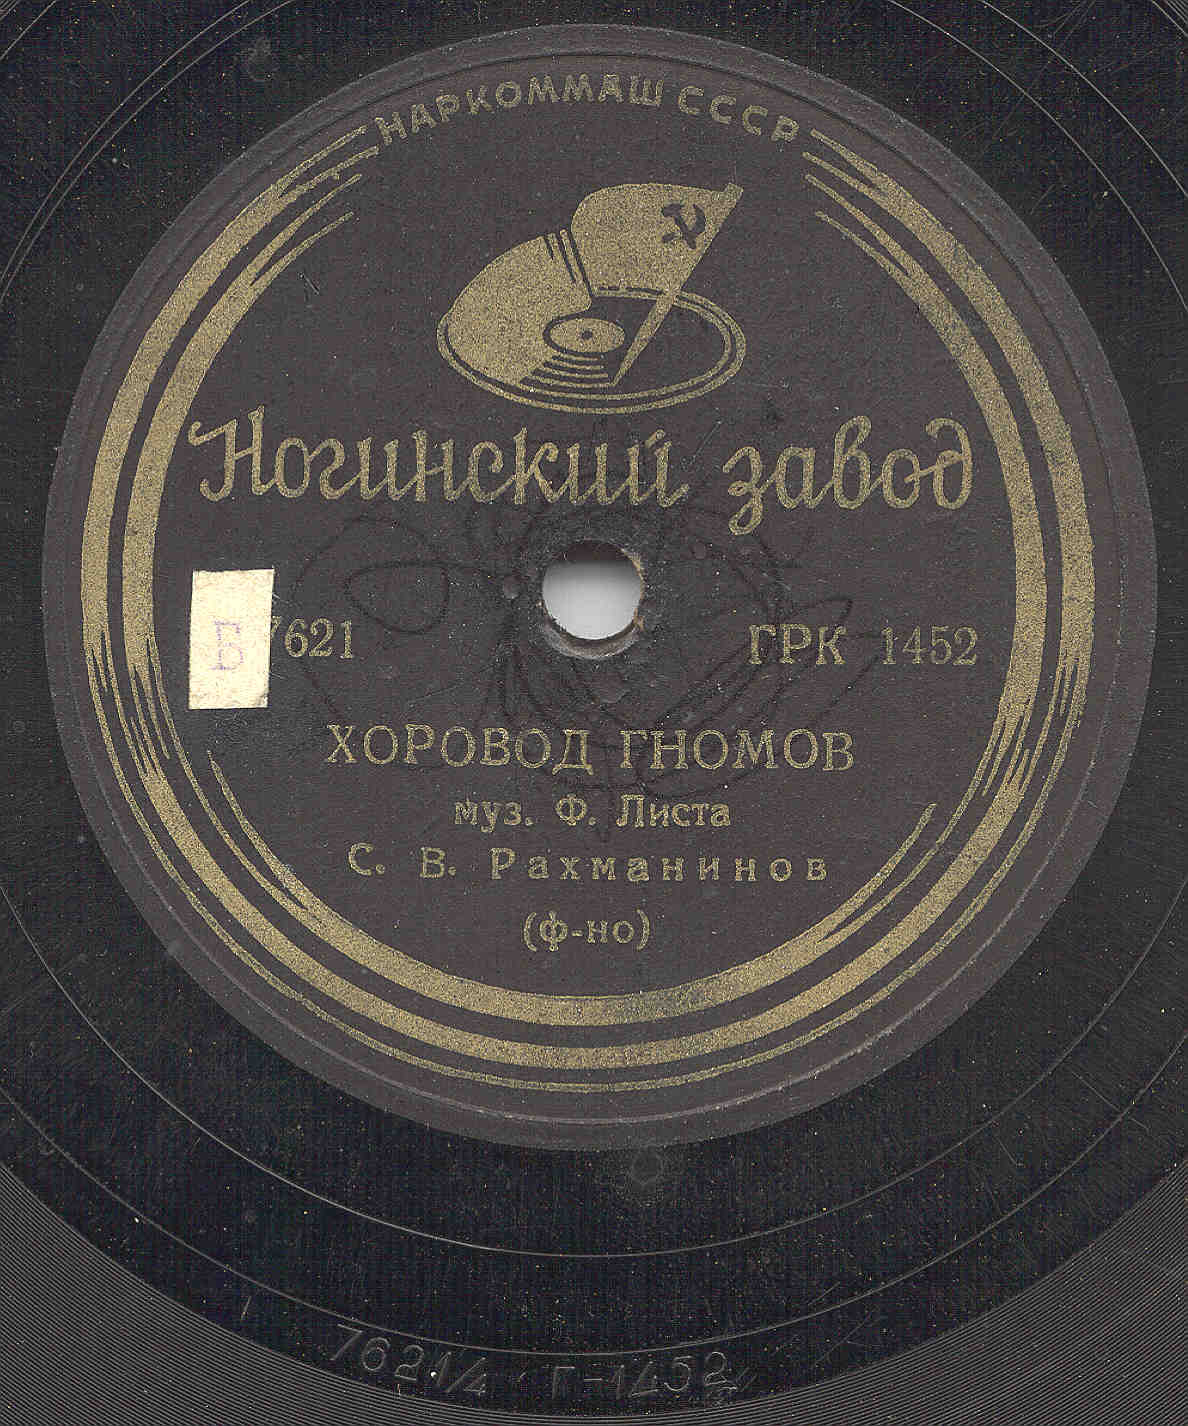 НАРКОММАШ СССР
Ногинский завод
Б 7621 ГРК 1452
ХОРОВОД ГНОМОВ
муз. Ф. Листа
С. В. Рахманинов
(ф-но)
7621/4 Г-1452